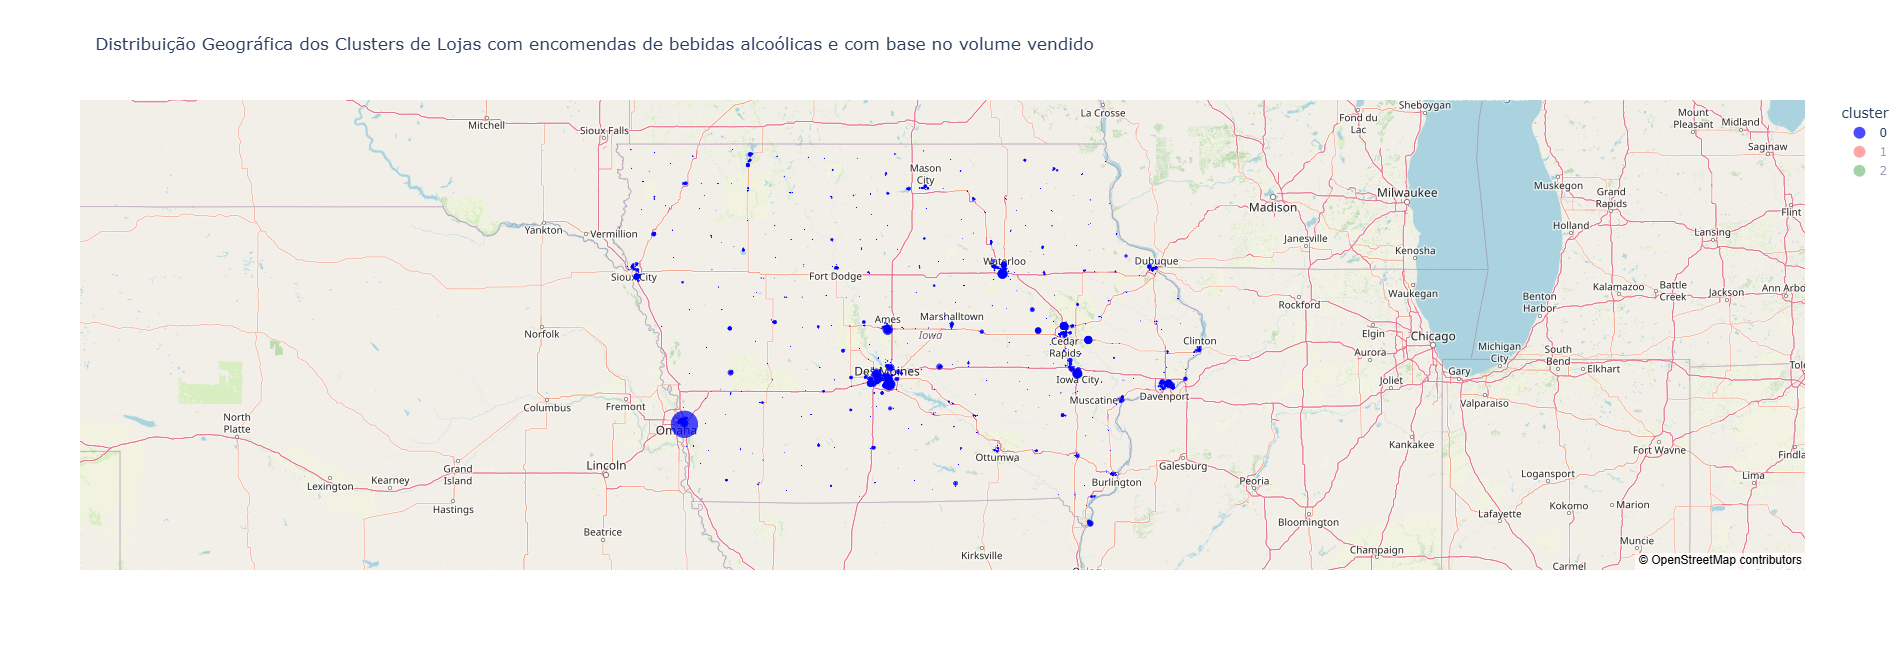 Distribuição Geográfica dos Clusters de Lojas com encomendas de bebidas alcoólicas e com base no volume vendido
cluster
0
1
2
Mitchell
Sioux Falls
La Crosse
Sheboygan
Fond du
Lac
Mount
Pleasant
Midland
Saginaw
Mason
City
Milwaukee
Madison
Muskegon
Grand
Rapids
Flint
Yankton
Vermillion
Janesville
Kenosha
Holland
Lansing
Sioux City
Fort Dodge
Waterloo
Dubuque
Waukegan
Rockford
Benton
Harbor
Kalamazoo
Battle
Creek
Jackson
Ann Arbo
Norfolk
Ames
Marshalltown
Iowa
Cedar
Rapids
Clinton
Elgin
Chicago
Aurora
Michigan
City
South
Bend
Elkhart
Tol
Des Moines
Iowa City
Joliet
Gary
Columbus
Fremont
Muscatine
Davenport
Valparaiso
North
Platte
Omaha
Kankakee
Fort Wayne
Findla
Ottumwa
Lincoln
Galesburg
Grand
Island
Lexington
Kearney
Burlington
Peoria
Logansport
Lima
Hastings
Lafayette
Kokomo
Marion
Beatrice
Bloomington
Muncie
Kirksville
Champaign
Carmel
© OpenStreetMap contributors